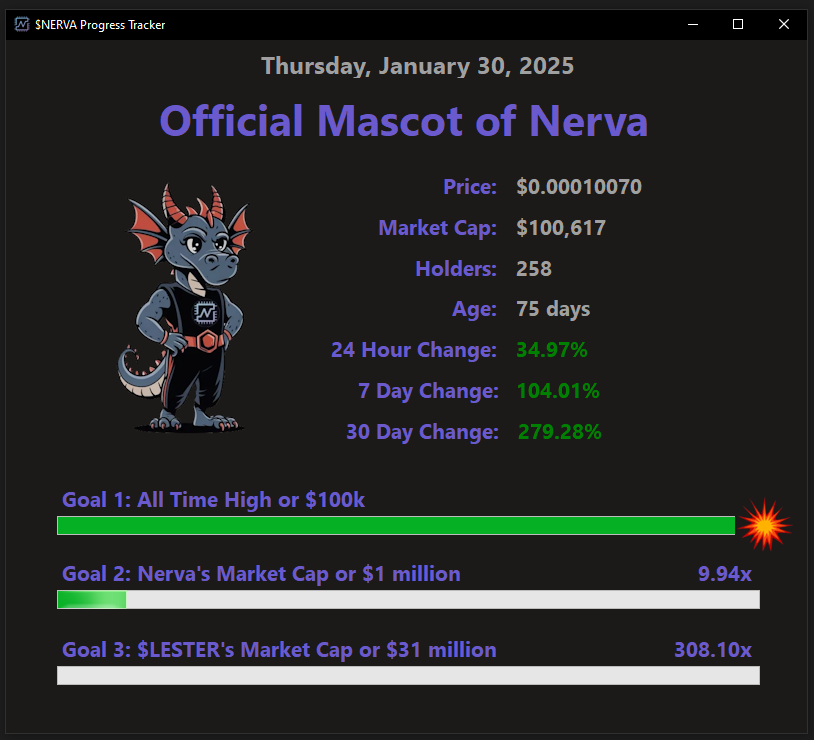 $NERVA Progress Tracker
Thursday, January 30, 2025
Official Mascot of Nerva
Price: $0.00010070
Market Cap: $100,617
Holders: 258
Age: 75 days
24 Hour Change: 34.97%
7 Day Change: 104.01%
30 Day Change: 279.28%
N
Goal 1: All Time High or $100k
Goal 2: Nerva's Market Cap or $1 million 9.94x
Goal 3: $LESTER's Market Cap or $31 million 308.10x